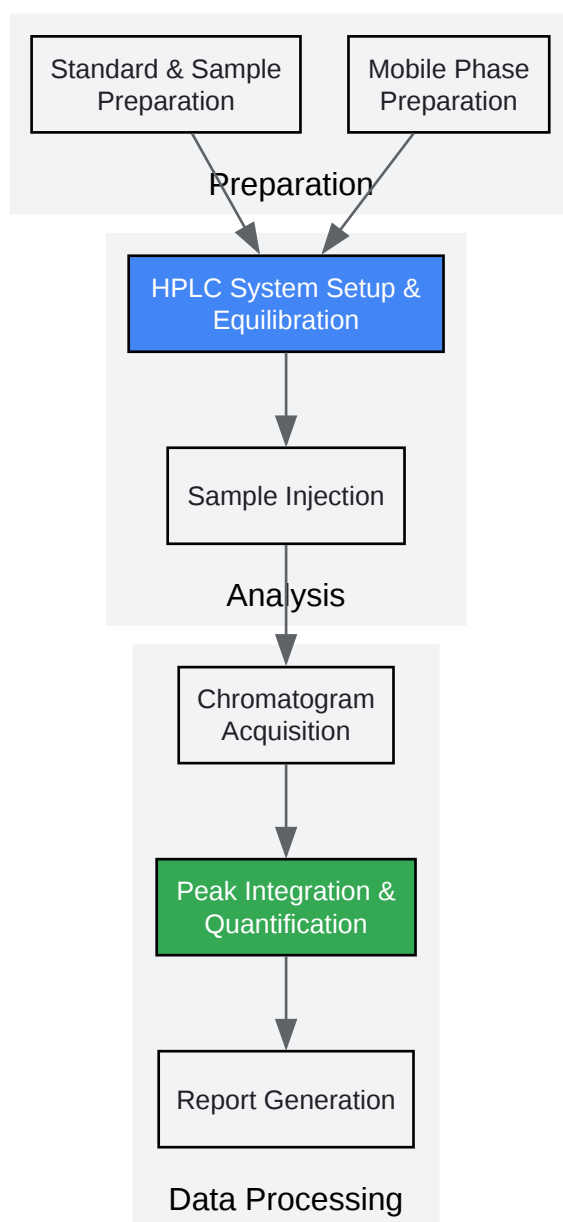 Standard & Sample
Preparation
Mobile Phase
Preparation
Preparation
HPLC System Setup &
Equilibration
Sample Injection
Analysis
Chromatogram
Acquisition
Peak Integration &
Quantification
Report Generation
Data Processing